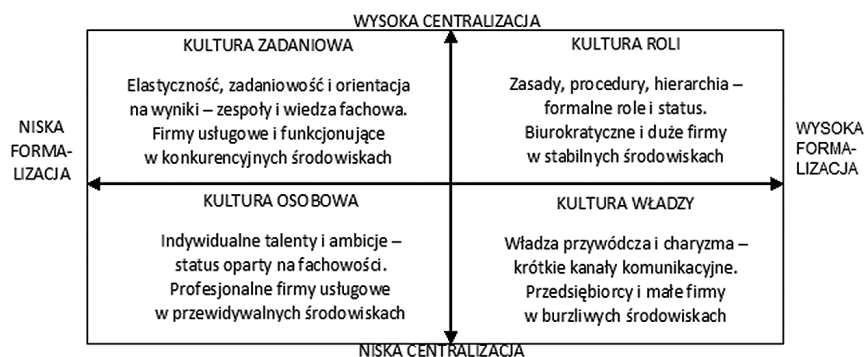 WYSOKA CENTRALIZACJA
KULTURA ZADANIOWA
Elastyczność, zadaniowość i orientacja
na wyniki – zespoły i wiedza fachowa.
Firmy usługowe i funkcjonujące
w konkurencyjnych środowiskach
KULTURA ROLI
Zasady, procedury, hierarchia –
formalne role i status.
Biurokratyczne i duże firmy
w stabilnych środowiskach
NISKA
FORMA-
LIZACJA
WYSOKA
FORMA-
LIZACJA
KULTURA OSOBOWA
Indywidualne talenty i ambicje –
status oparty na fachowości.
Profesjonalne firmy usługowe
w przewidywalnych środowiskach
KULTURA WŁADZY
Władza przywódcza i charyzma –
krótkie kanały komunikacyjne.
Przedsiębiorcy i małe firmy
w burzliwych środowiskach
NISKA CENTRALIZACJA